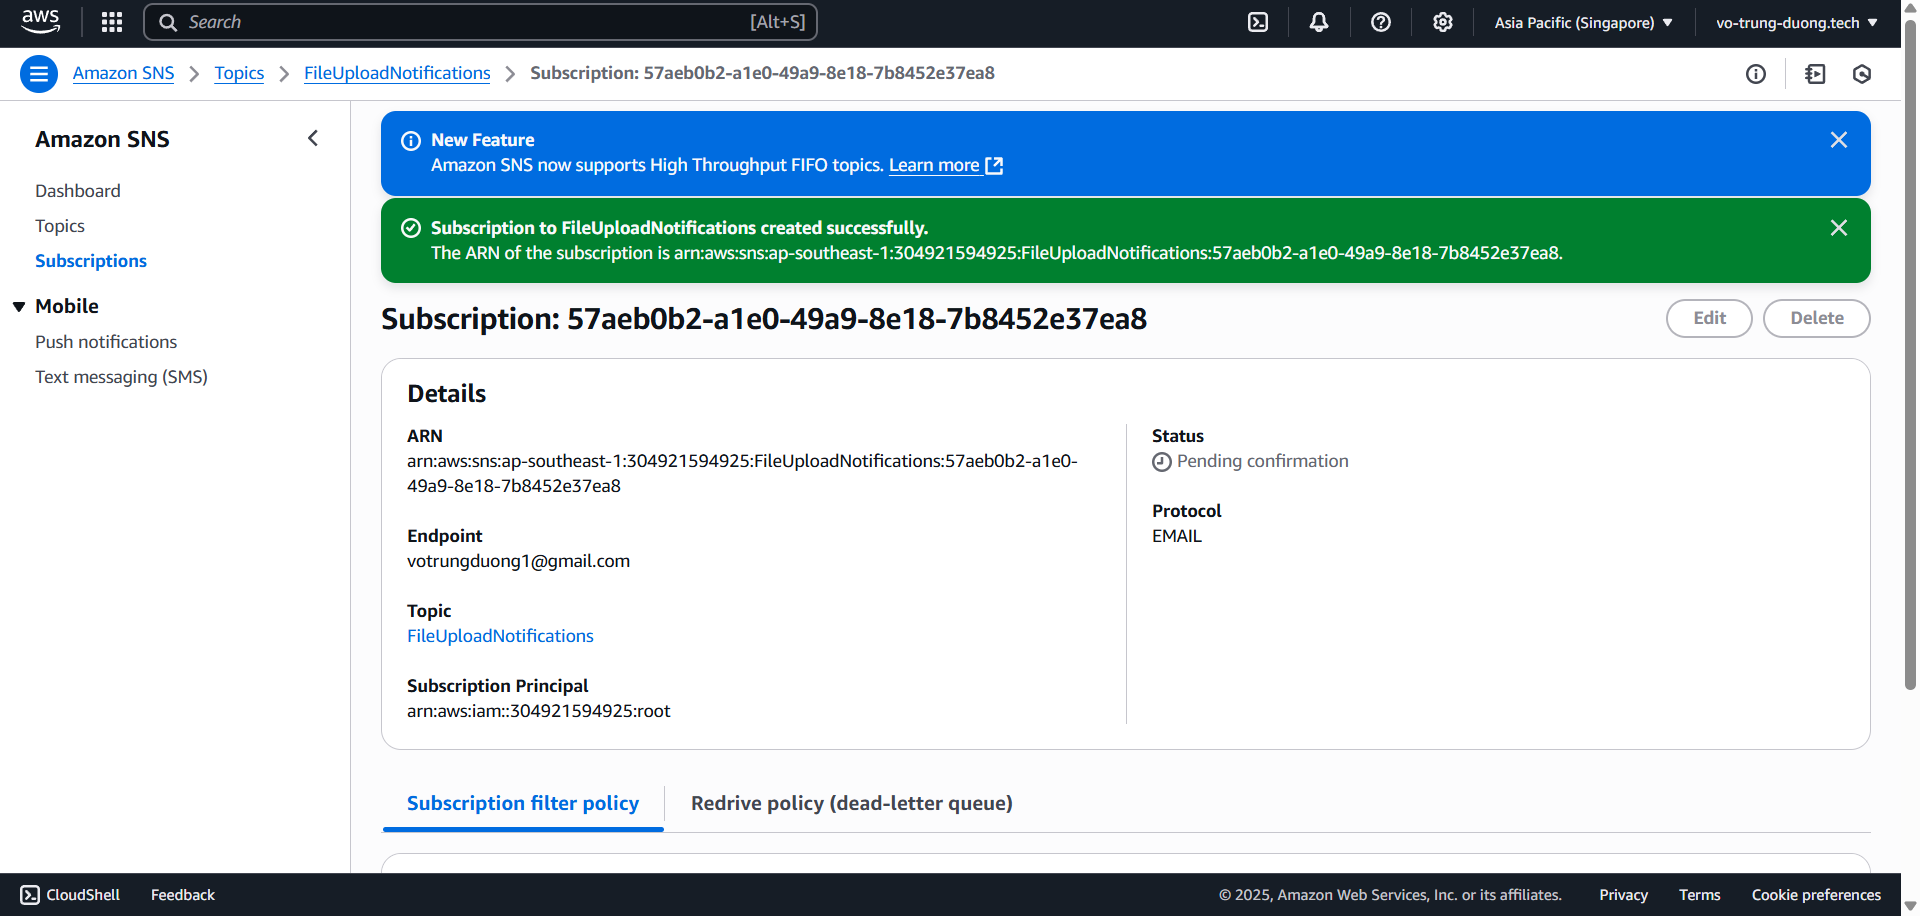 aws
Search
[Alt+S]
Asia Pacific (Singapore)
vo-trung-duong.tech
Amazon SNS
Topics
FileUploadNotifications
Subscription: 57aeb0b2-a1e0-49a9-8e18-7b8452e37ea8
Amazon SNS
Dashboard
Topics
Subscriptions
Mobile
Push notifications
Text messaging (SMS)
New Feature
Amazon SNS now supports High Throughput FIFO topics. Learn more
Subscription to FileUploadNotifications created successfully.
The ARN of the subscription is arn:aws:sns:ap-southeast-1:304921594925:FileUploadNotifications:57aeb0b2-a1e0-49a9-8e18-7b8452e37ea8.
Subscription: 57aeb0b2-a1e0-49a9-8e18-7b8452e37ea8
Edit
Delete
Details
ARN
arn:aws:sns:ap-southeast-1:304921594925:FileUploadNotifications:57aeb0b2-a1e0-
49a9-8e18-7b8452e37ea8
Endpoint
votrungduong1@gmail.com
Topic
FileUploadNotifications
Subscription Principal
arn:aws:iam::304921594925:root
Status
Pending confirmation
Protocol
EMAIL
Subscription filter policy
Redrive policy (dead-letter queue)
CloudShell
Feedback
© 2025, Amazon Web Services, Inc. or its affiliates.
Privacy
Terms
Cookie preferences